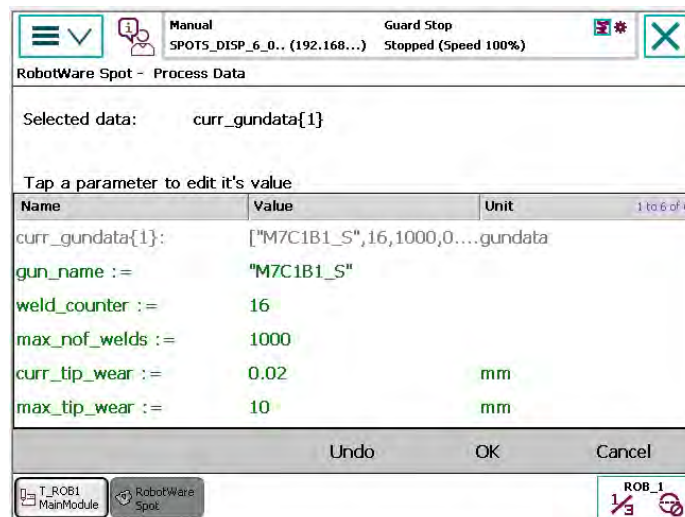 Manual Guard Stop
SPOTS_DISP_6_0.. (192.168...) Stopped (Speed 100%)
RobotWare Spot - Process Data
Selected data: curr_gundata{1}
Tap a parameter to edit it's value
Name Value Unit 1 to 6 of
curr_gundata{1}: ["M7C1B1_S",16,1000,0....gundata
gun_name := "M7C1B1_S"
weld_counter := 16
max_nof_welds := 1000
curr_tip_wear := 0.02 mm
max_tip_wear := 10 mm
Undo OK Cancel
T_ROB1 RobotWare ROB_1
MainModule Spot 1/3